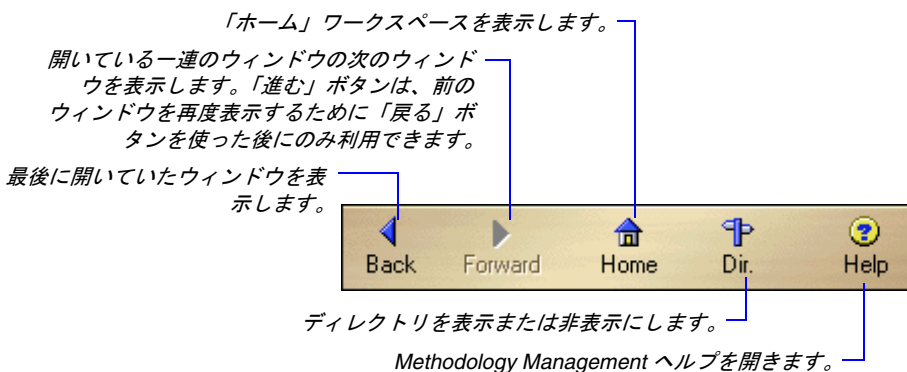 「ホーム」ワークスペースを表示します。
開いている一連のウィンドウの次のウィンド
ウを表示します。「進む」ボタンは、前の
ウィンドウを再度表示するために「戻る」ボ
タンを使った後にのみ利用できます。
最後に開いていたウィンドウを表
示します。
Back Forward Home Dir. Help
ディレクトリを表示または非表示にします。
Methodology Management ヘルプを開きます。